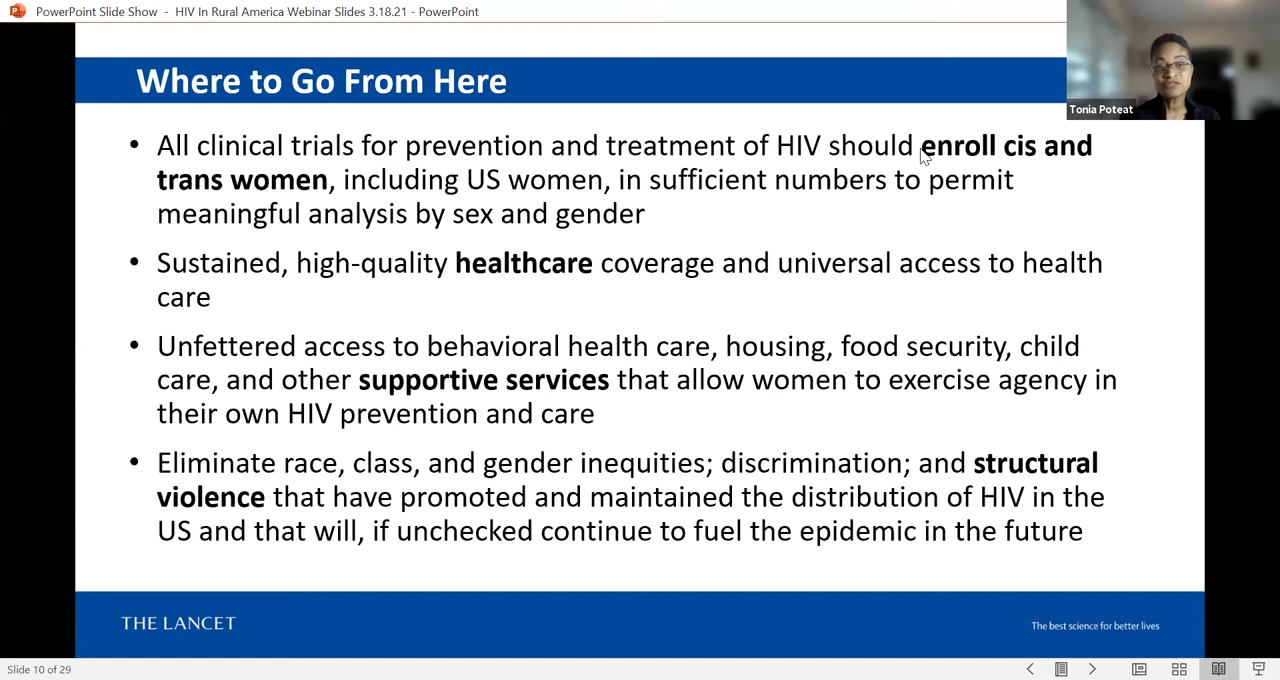 PowerPoint Slide Show - HIV In Rural America Webinar Slides 3.18.21 - PowerPoint
Where to Go From Here
Tonia Poteat
• All clinical trials for prevention and treatment of HIV should enroll cis and
trans women, including US women, in sufficient numbers to permit
meaningful analysis by sex and gender
• Sustained, high-quality healthcare coverage and universal access to health
care
• Unfettered access to behavioral health care, housing, food security, child
care, and other supportive services that allow women to exercise agency in
their own HIV prevention and care
• Eliminate race, class, and gender inequities; discrimination; and structural
violence that have promoted and maintained the distribution of HIV in the
US and that will, if unchecked continue to fuel the epidemic in the future
THE LANCET
The best science for better lives
Slide 10 of 29